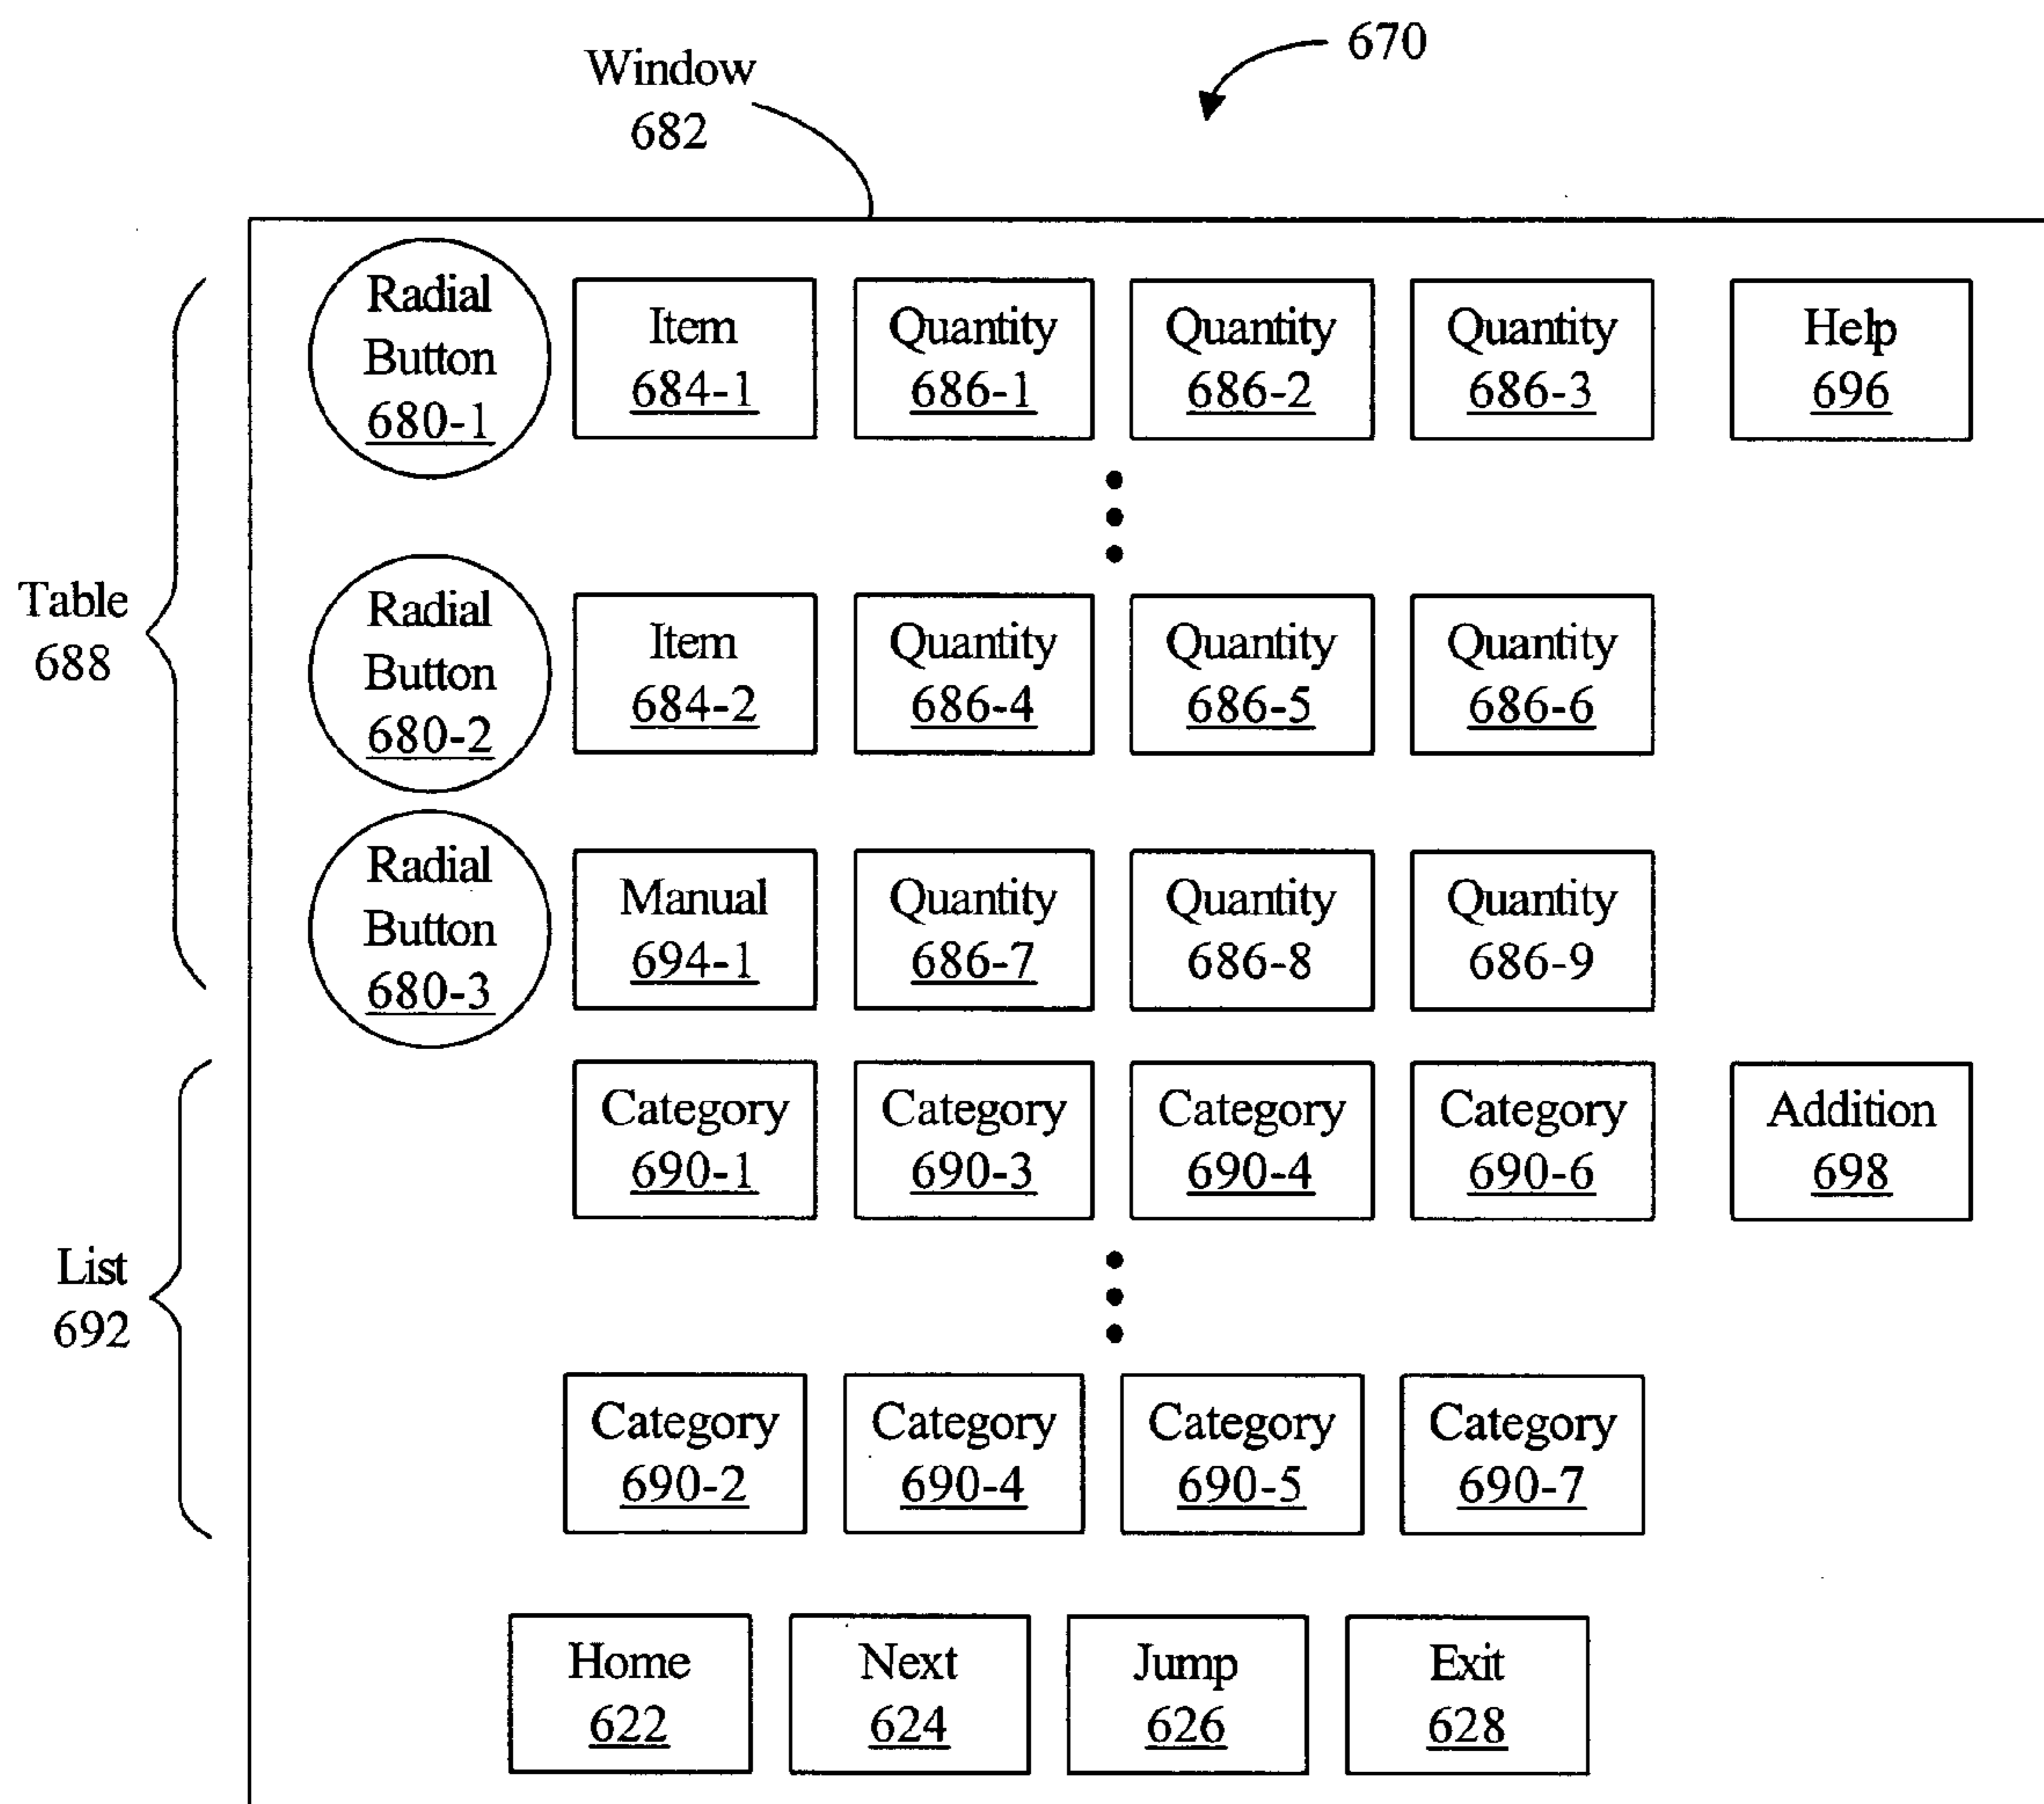 670
Window
682
Table
688
Radial
Button
680-1
Item
684-1
Quantity
686-1
Quantity
686-2
Quantity
686-3
Help
696
Radial
Button
680-2
Item
684-2
Quantity
686-4
Quantity
686-5
Quantity
686-6
Radial
Button
680-3
Manual
694-1
Quantity
686-7
Quantity
686-8
Quantity
686-9
List
692
Category
690-1
Category
690-3
Category
690-4
Category
690-6
Addition
698
Category
690-2
Category
690-4
Category
690-5
Category
690-7
Home
622
Next
624
Jump
626
Exit
628